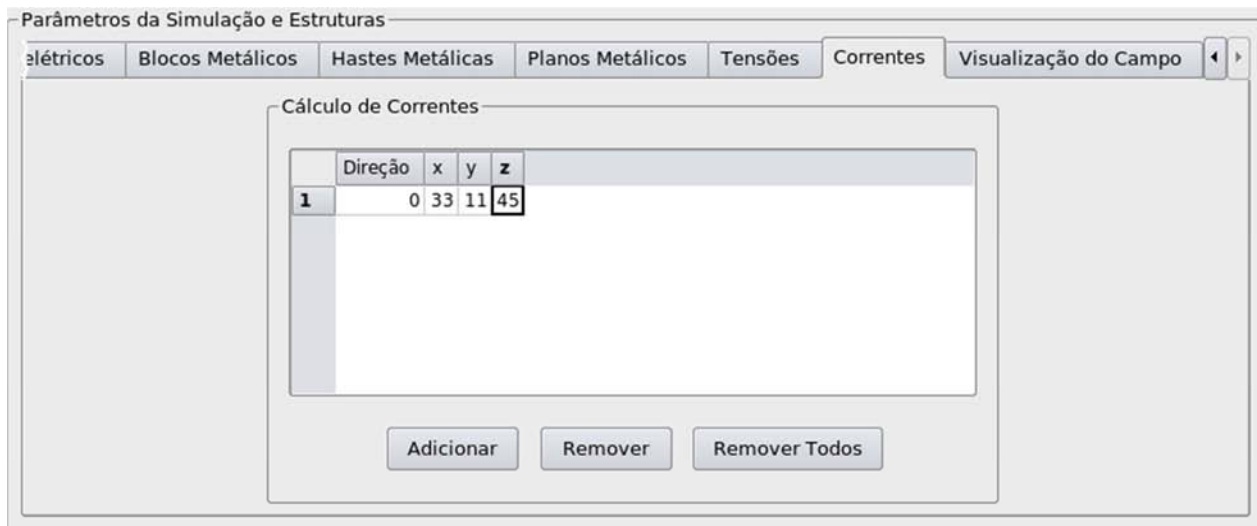 Parâmetros da Simulação e Estruturas
elétricos Blocos Metálicos Hastes Metálicas Planos Metálicos Tensões Correntes Visualização do Campo
Cálculo de Correntes
Direção x y z
1 0 33 11 45
Adicionar Remover Remover Todos